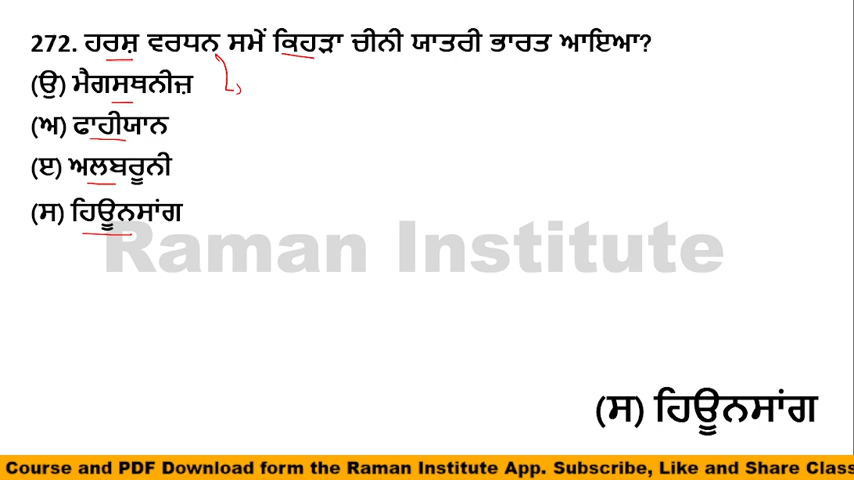 272. ਹਰਸ਼ ਵਰਧਨ ਸਮੇਂ ਕਿਹੜਾ ਚੀਨੀ ਯਾਤਰੀ ਭਾਰਤ ਆਇਆ?
(ੳ) ਮੈਗਸਥਨੀਜ਼
(ਅ) ਫਾਹੀਯਾਨ
(ੲ) ਅਲਬਰੂਨੀ
(ਸ) ਹਿਊਨਸਾਂਗ
Raman Institute
(ਸ) ਹਿਊਨਸਾਂਗ
Course and PDF Download form the Raman Institute App. Subscribe, Like and Share Class